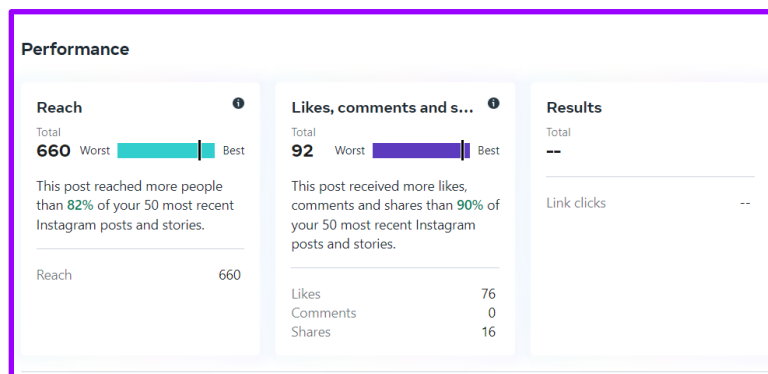 Performance
Reach
Total
660 Worst Best
This post reached more people
than 82% of your 50 most recent
Instagram posts and stories.
Reach 660
Likes, comments and s...
Total
92 Worst Best
This post received more likes,
comments and shares than 90% of
your 50 most recent Instagram
posts and stories.
Likes 76
Comments 0
Shares 16
Results
Total
--
Link clicks --